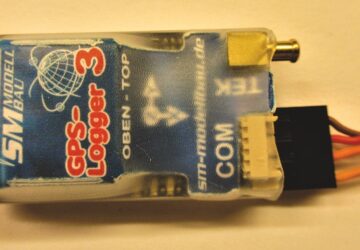 SM MODELL
BAU
GPS-
Logger 3
OBEN - TOP
sm-modellbau.de
TEK
COM